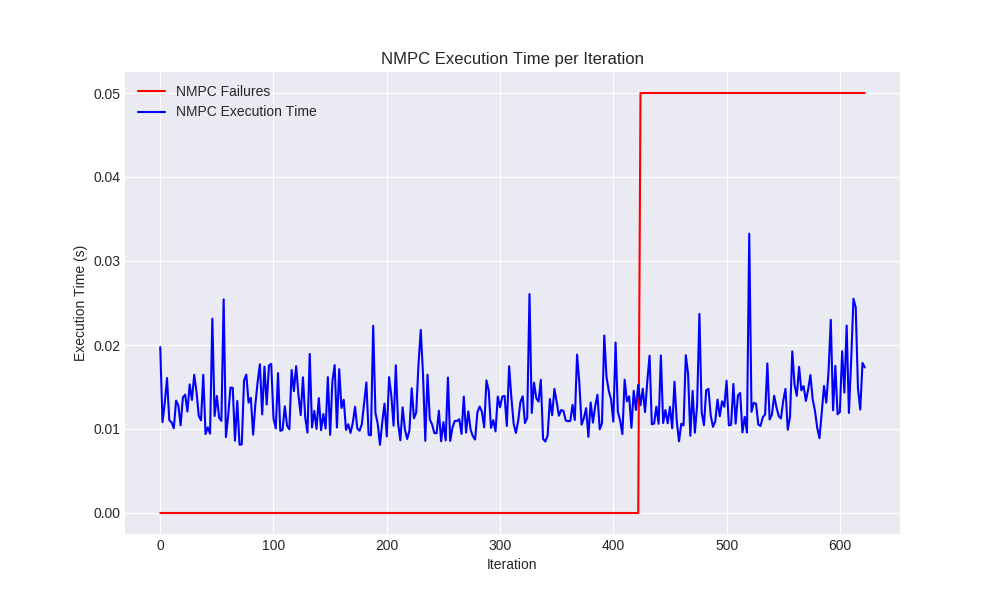 NMPC Execution Time per Iteration
NMPC Failures
NMPC Execution Time
Execution Time (s)
0.05
0.04
0.03
0.02
0.01
0.00
0 100 200 300 400 500 600
Iteration